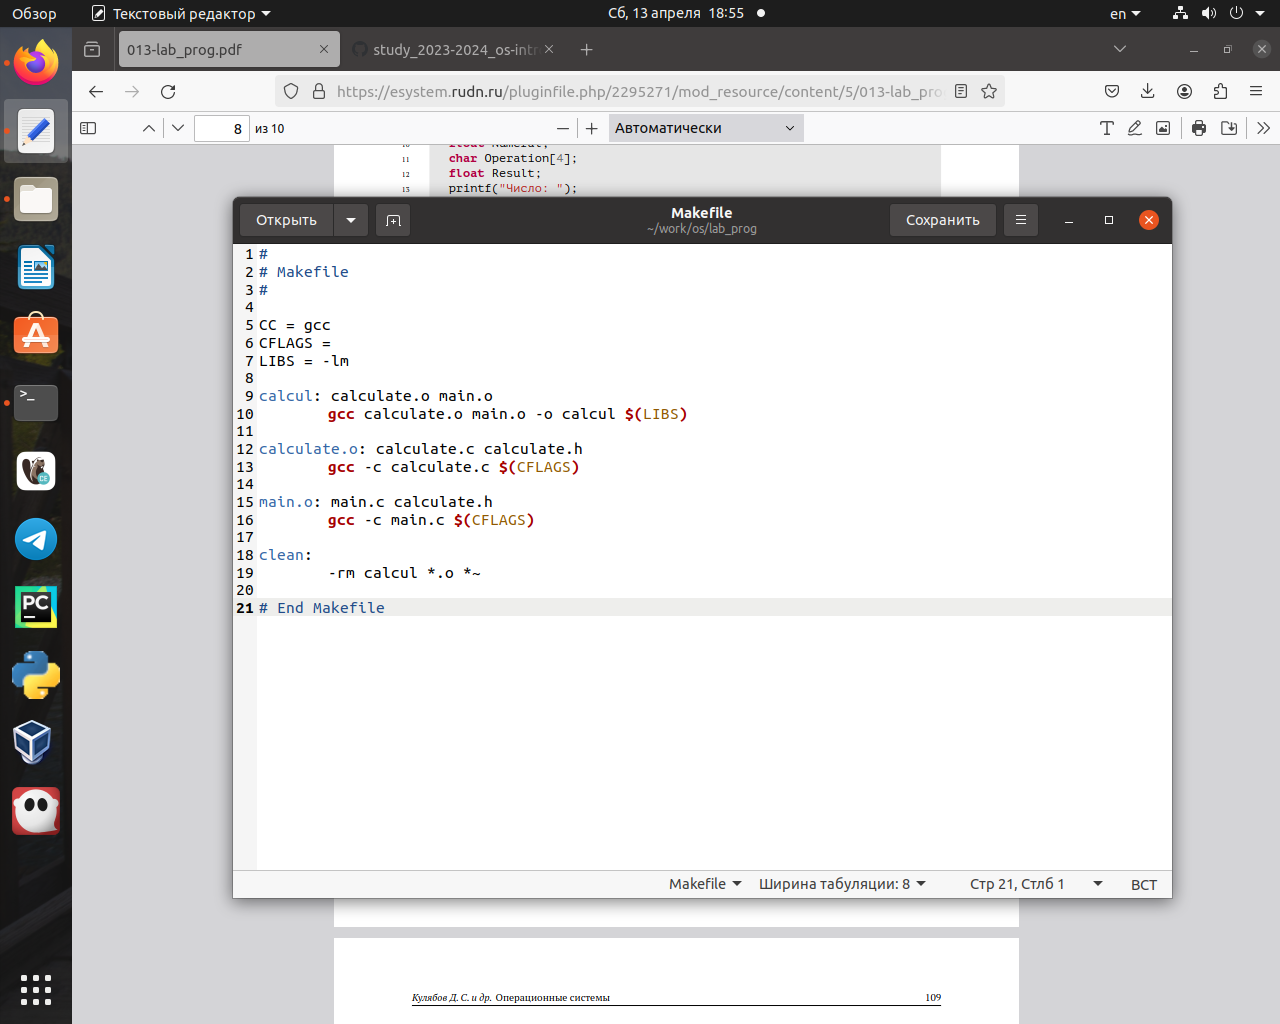 Обзор
Текстовый редактор
Сб, 13 апреля 18:55
en
013-lab_prog.pdf
study_2023-2024_os-intr
https://esystem.rudn.ru/pluginfile.php/2295271/mod_resource/content/5/013-lab_pro
8 из 10
Автоматически
11 char Operation[4];
12 float Result;
13 printf("Число: ");
Открыть
Makefile
~/work/os/lab_prog
Сохранить
1 #
2 # Makefile
3 #
4
5 CC = gcc
6 CFLAGS =
7 LIBS = -lm
8
9 calcul: calculate.o main.o
10 gcc calculate.o main.o -o calcul $(LIBS)
11
12 calculate.o: calculate.c calculate.h
13 gcc -c calculate.c $(CFLAGS)
14
15 main.o: main.c calculate.h
16 gcc -c main.c $(CFLAGS)
17
18 clean:
19 -rm calcul *.o *~
20
21 # End Makefile
Makefile
Ширина табуляции: 8
Стр 21, Стлб 1
ВСТ
Кулябов Д. С. и др. Операционные системы
109
>_
CE
PC